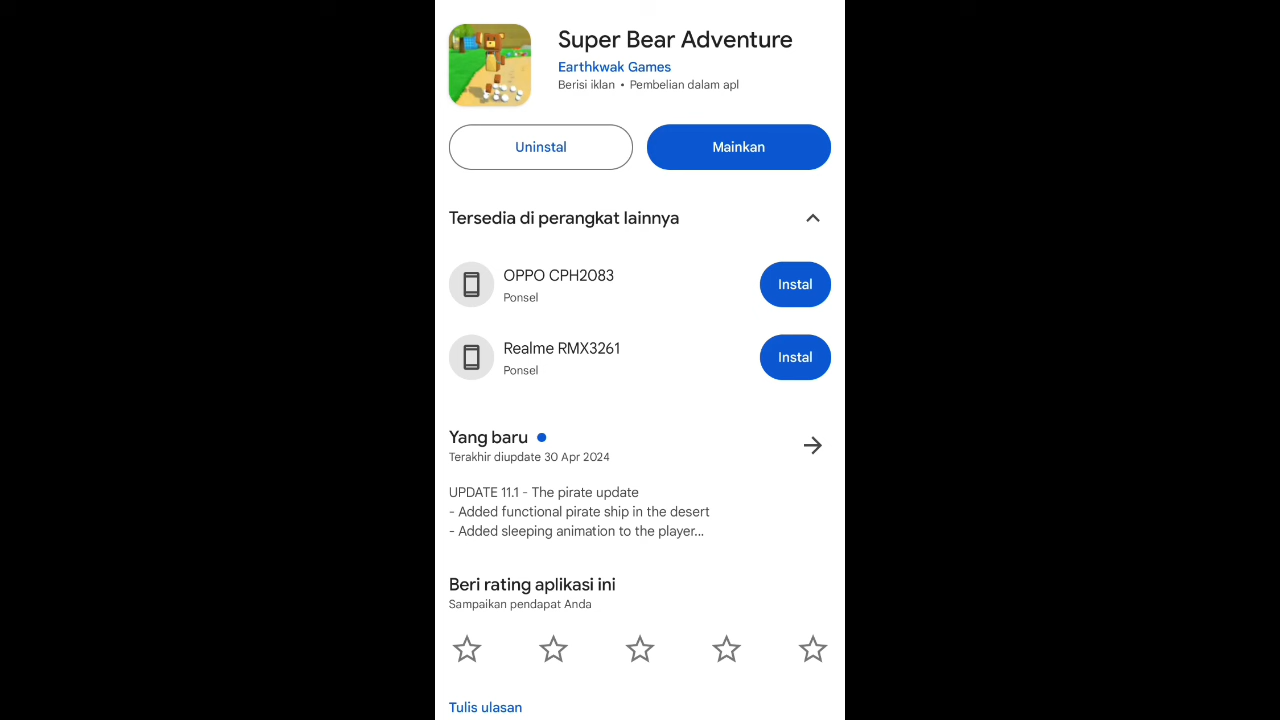 Super Bear Adventure
Earthkwak Games
Berisi iklan • Pembelian dalam apl
Uninstal
Mainkan
Tersedia di perangkat lainnya
OPPO CPH2083
Ponsel
Instal
Realme RMX3261
Ponsel
Instal
Yang baru
Terakhir diupdate 30 Apr 2024
UPDATE 11.1 - The pirate update
- Added functional pirate ship in the desert
- Added sleeping animation to the player...
Beri rating aplikasi ini
Sampaikan pendapat Anda
Tulis ulasan